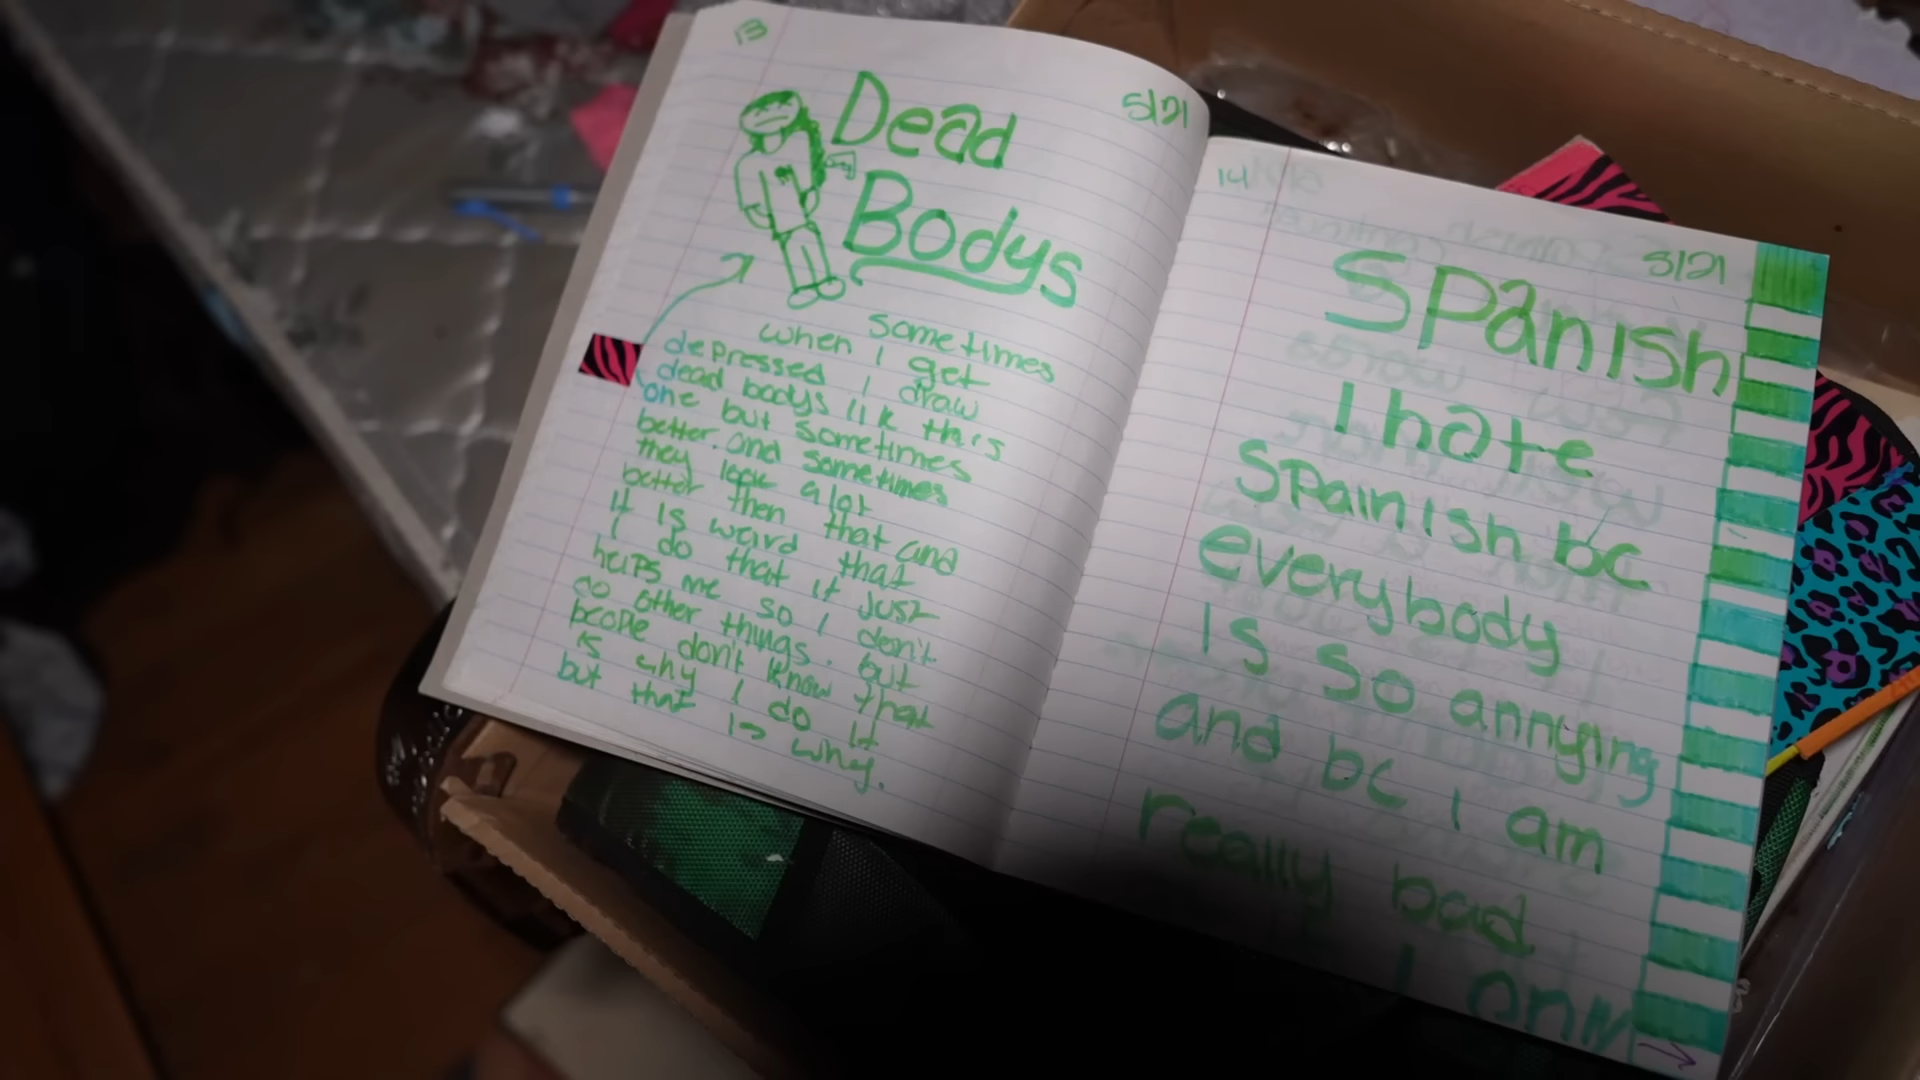 13
5/21
Dead
Bodys
sometimes
when I get
depressed I draw
dead bodys lik this
one but sometimes
better. and sometimes
they look a lot
better then that and
it is weard that
I do that it just
helps me so I don't
do other things. but
people don't know that
is why I do it
but that is why.
14
5/21
Spanish
I hate
Spainish bc
everybody
is so annying
and bc I am
really bad
I only